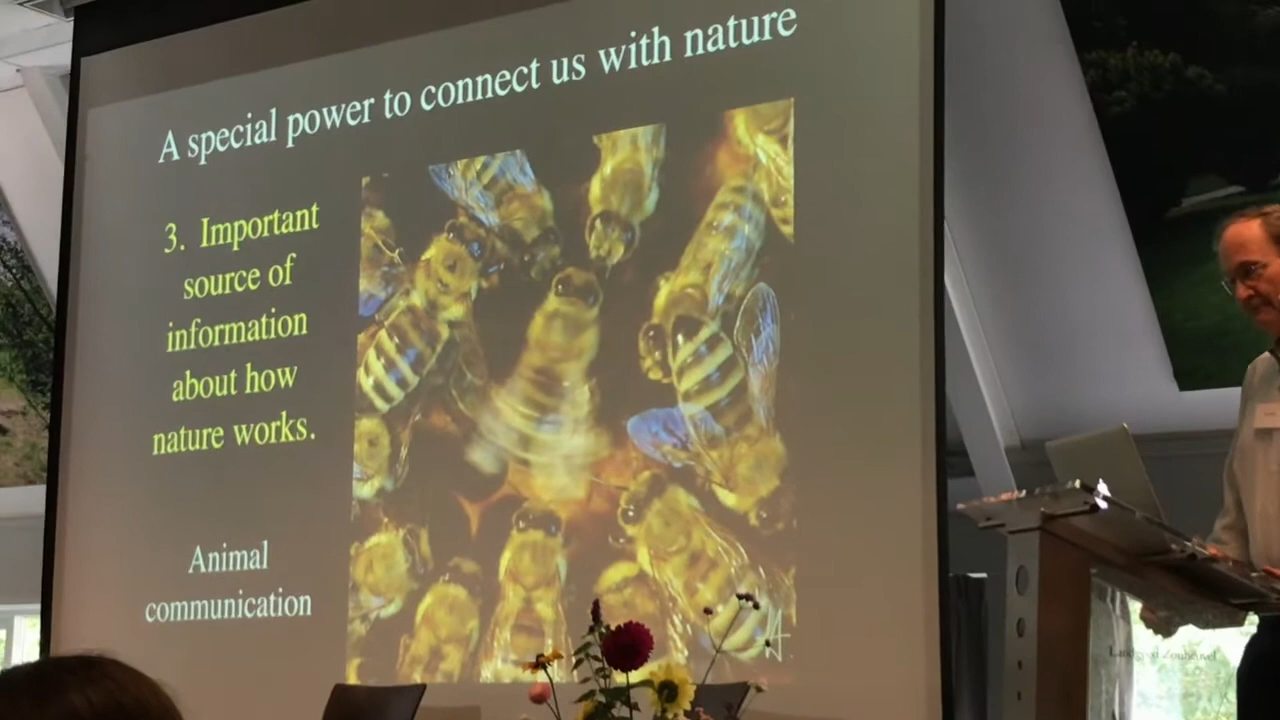 A special power to connect us with nature
3. Important
source of
information
about how
nature works.
Animal
communication